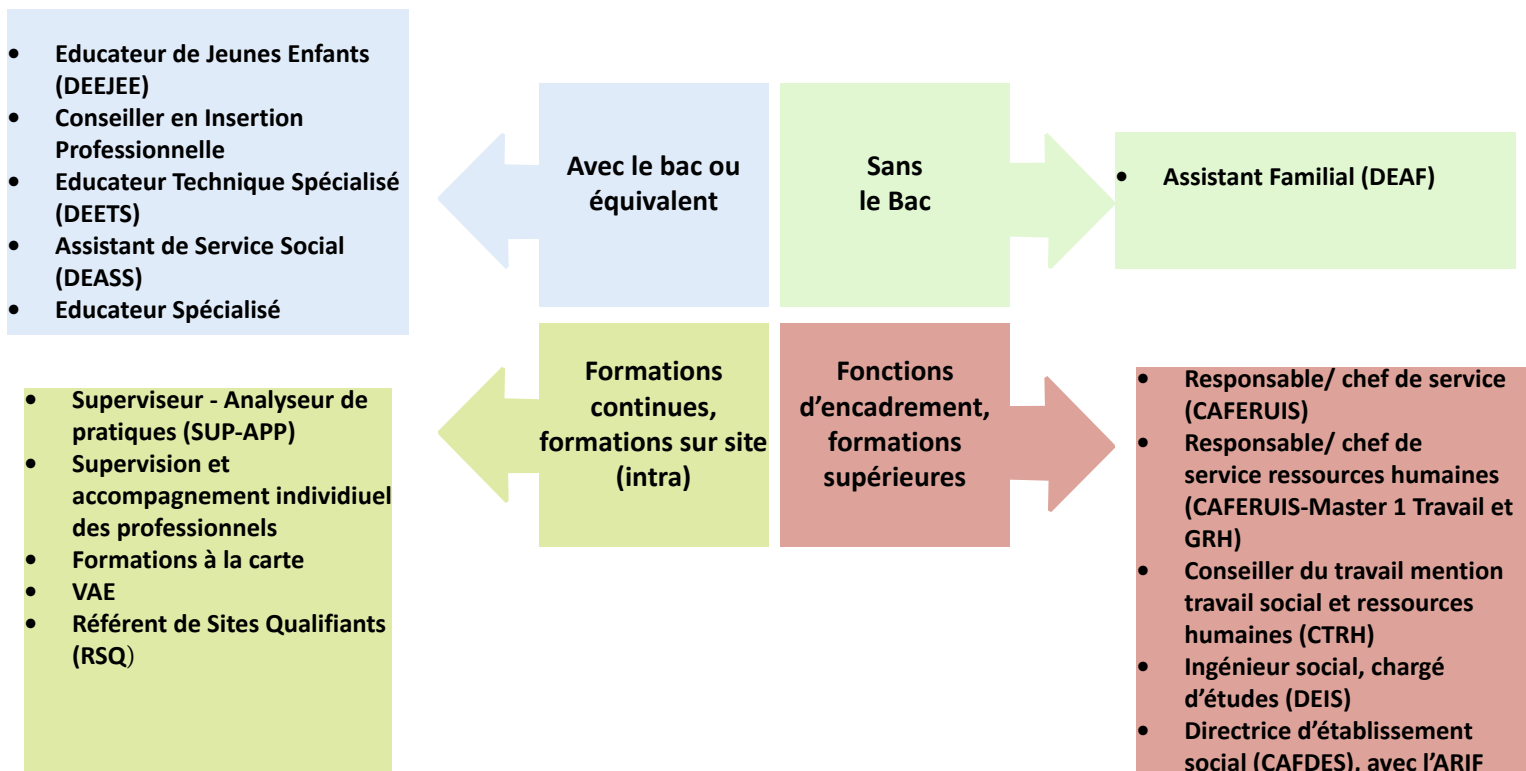 • Educateur de Jeunes Enfants
(DEEJEE)
• Conseiller en Insertion
Professionnelle
• Educateur Technique Spécialisé
(DEETS)
• Assistant de Service Social
(DEASS)
• Educateur Spécialisé
Avec le bac ou
équivalent
Sans
le Bac
• Assistant Familial (DEAF)
• Superviseur - Analyseur de
pratiques (SUP-APP)
• Supervision et
accompagnement individiuel
des professionnels
• Formations à la carte
• VAE
• Référent de Sites Qualifiants
(RSQ)
Formations
continues,
formations sur site
(intra)
Fonctions
d’encadrement,
formations
supérieures
• Responsable/ chef de service
(CAFERUIS)
• Responsable/ chef de
service ressources humaines
(CAFERUIS-Master 1 Travail et
GRH)
• Conseiller du travail mention
travail social et ressources
humaines (CTRH)
• Ingénieur social, chargé
d’études (DEIS)
• Directrice d’établissement
social (CAFDES), avec l’ARIF